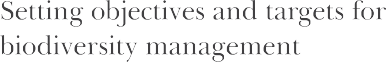 Setting objectives and targets for
biodiversity management